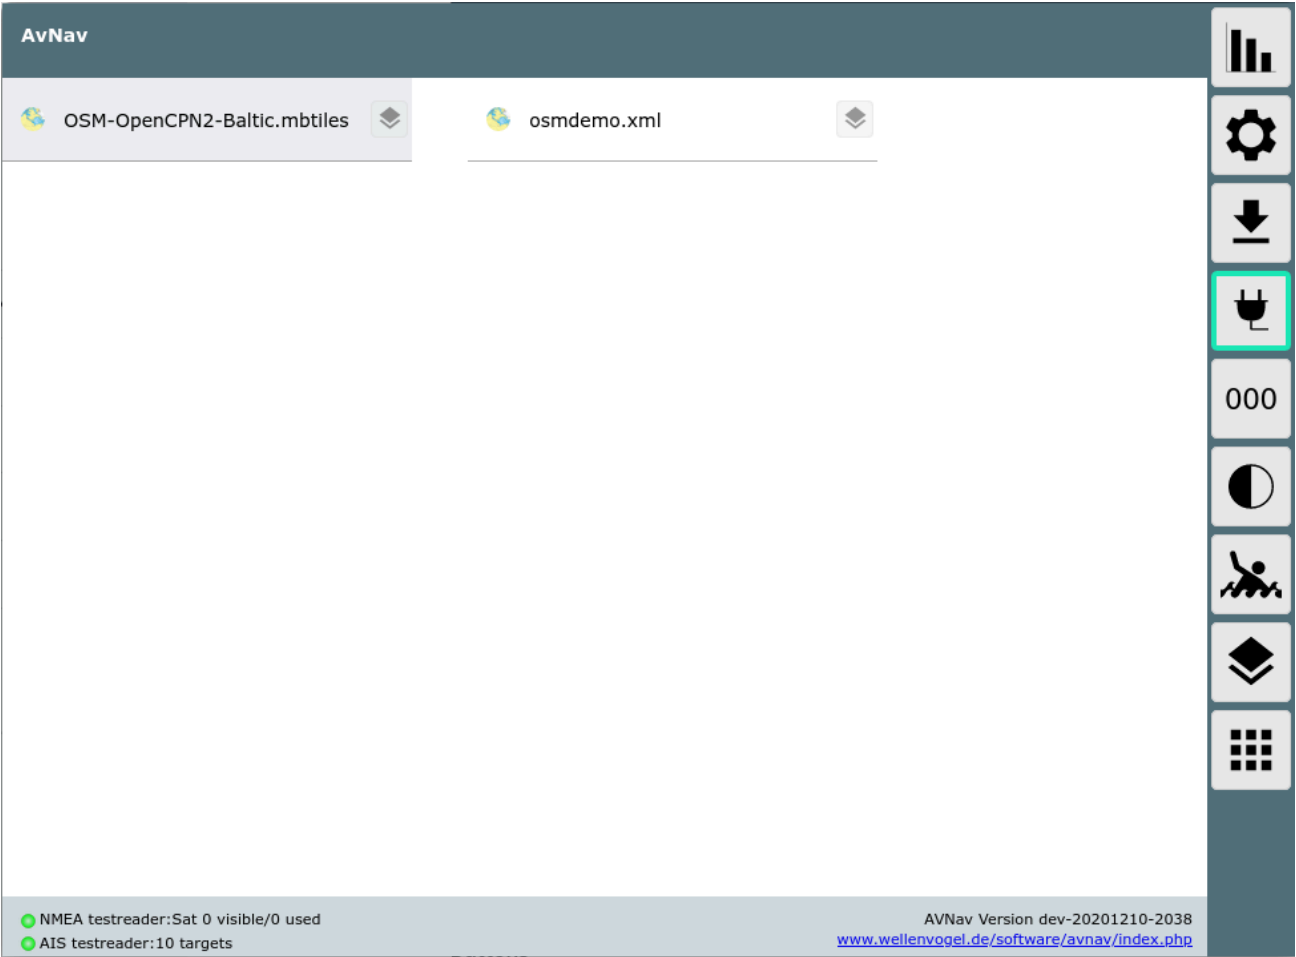 AvNav
OSM-OpenCPN2-Baltic.mbtiles
osmdemo.xml
000
NMEA testreader:Sat 0 visible/0 used
AIS testreader:10 targets
AVNav Version dev-20201210-2038
www.wellenvogel.de/software/avnav/index.php